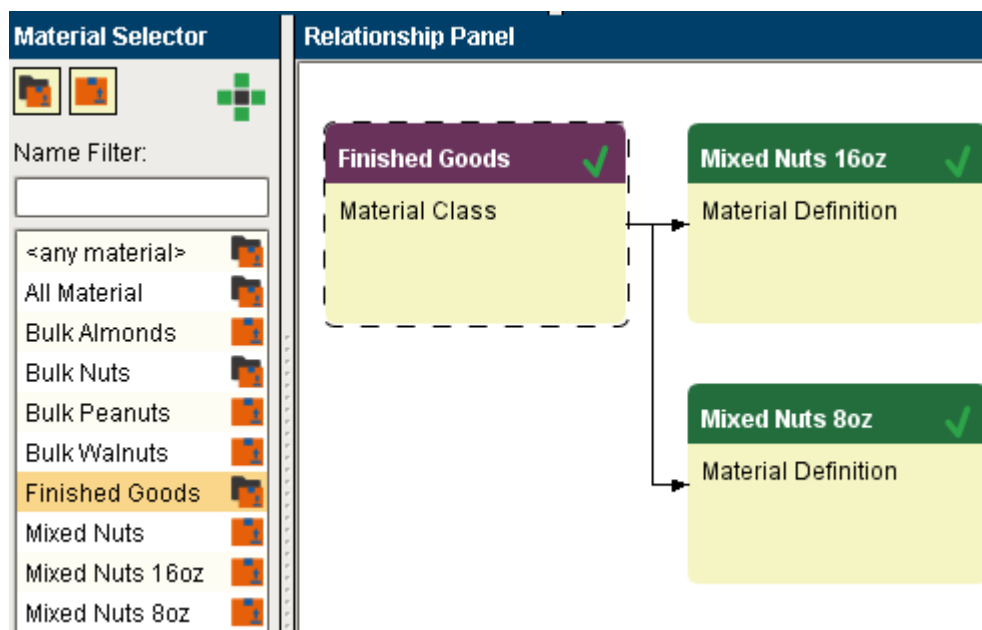 Material Selector
Relationship Panel
Name Filter:
<any material>
All Material
Bulk Almonds
Bulk Nuts
Bulk Peanuts
Bulk Walnuts
Finished Goods
Mixed Nuts
Mixed Nuts 16oz
Mixed Nuts 8oz
Finished Goods
Material Class
Mixed Nuts 16oz
Material Definition
Mixed Nuts 8oz
Material Definition